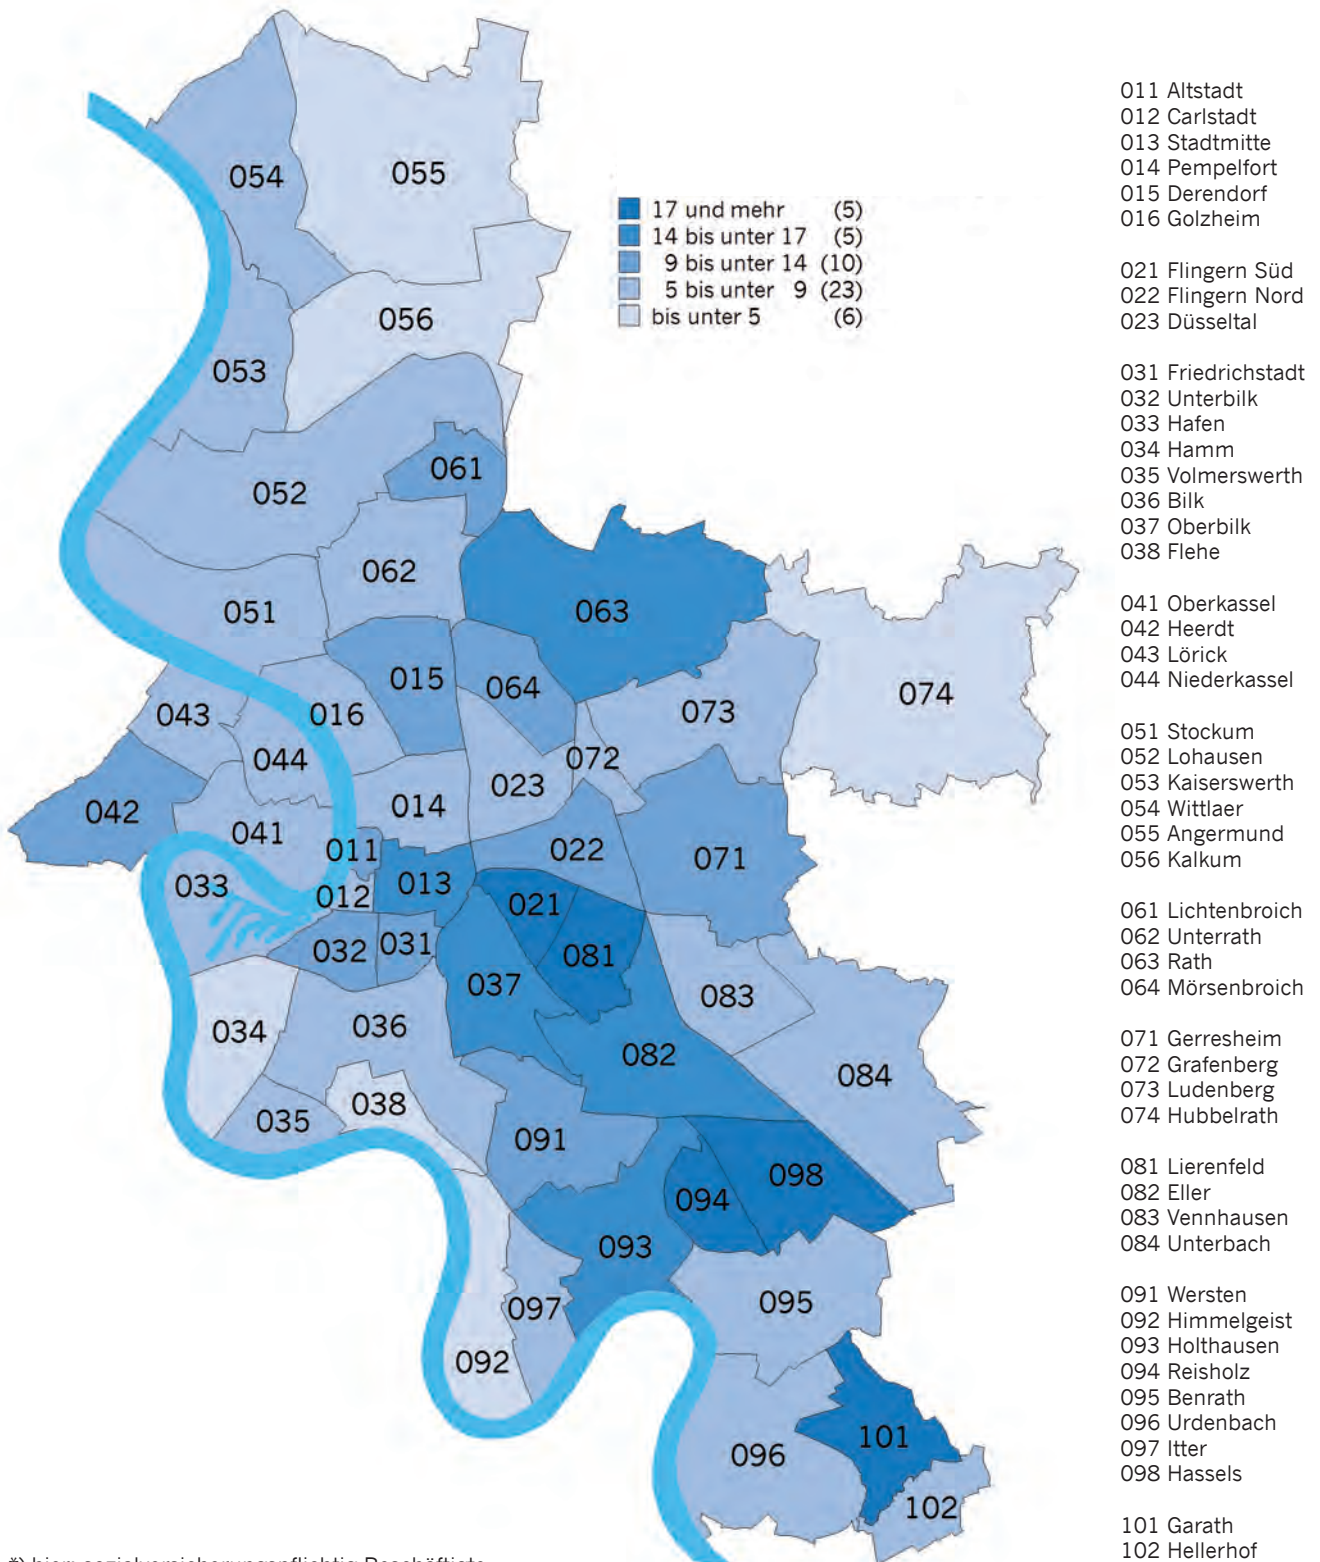 054
055
17 und mehr (5)
14 bis unter 17 (5)
9 bis unter 14 (10)
5 bis unter 9 (23)
bis unter 5 (6)
056
053
061
052
062
051
063
015
064
074
043
016
073
044
072
023
042
014
041
011
022
071
033
013
012
021
032
031
081
037
083
034
036
082
084
038
035
091
098
094
093
095
097
092
101
096
102
011 Altstadt
012 Carlstadt
013 Stadtmitte
014 Pempelfort
015 Derendorf
016 Golzheim
021 Flingern Süd
022 Flingern Nord
023 Düsseltal
031 Friedrichstadt
032 Unterbilk
033 Hafen
034 Hamm
035 Volmerswerth
036 Bilk
037 Oberbilk
038 Flehe
041 Oberkassel
042 Heerdt
043 Lörick
044 Niederkassel
051 Stockum
052 Lohausen
053 Kaiserswerth
054 Wittlaer
055 Angermund
056 Kalkum
061 Lichtenbroich
062 Unterrath
063 Rath
064 Mörsenbroich
071 Gerresheim
072 Grafenberg
073 Ludenberg
074 Hubbelrath
081 Lierenfeld
082 Eller
083 Vennhausen
084 Unterbach
091 Wersten
092 Himmelgeist
093 Holthausen
094 Reisholz
095 Benrath
096 Urdenbach
097 Itter
098 Hassels
101 Garath
102 Hellerhof